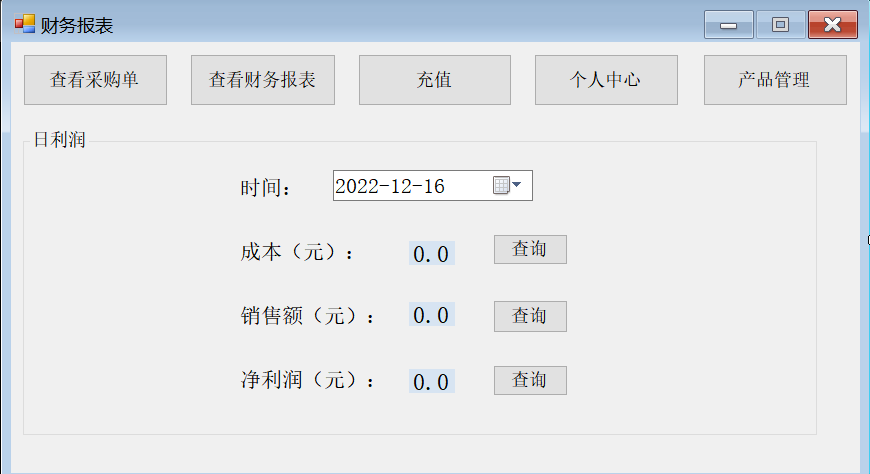 财务报表
查看采购单 查看财务报表 充值 个人中心 产品管理
日利润
时间： 2022-12-16
成本（元）： 0.0 查询
销售额（元）： 0.0 查询
净利润（元）： 0.0 查询